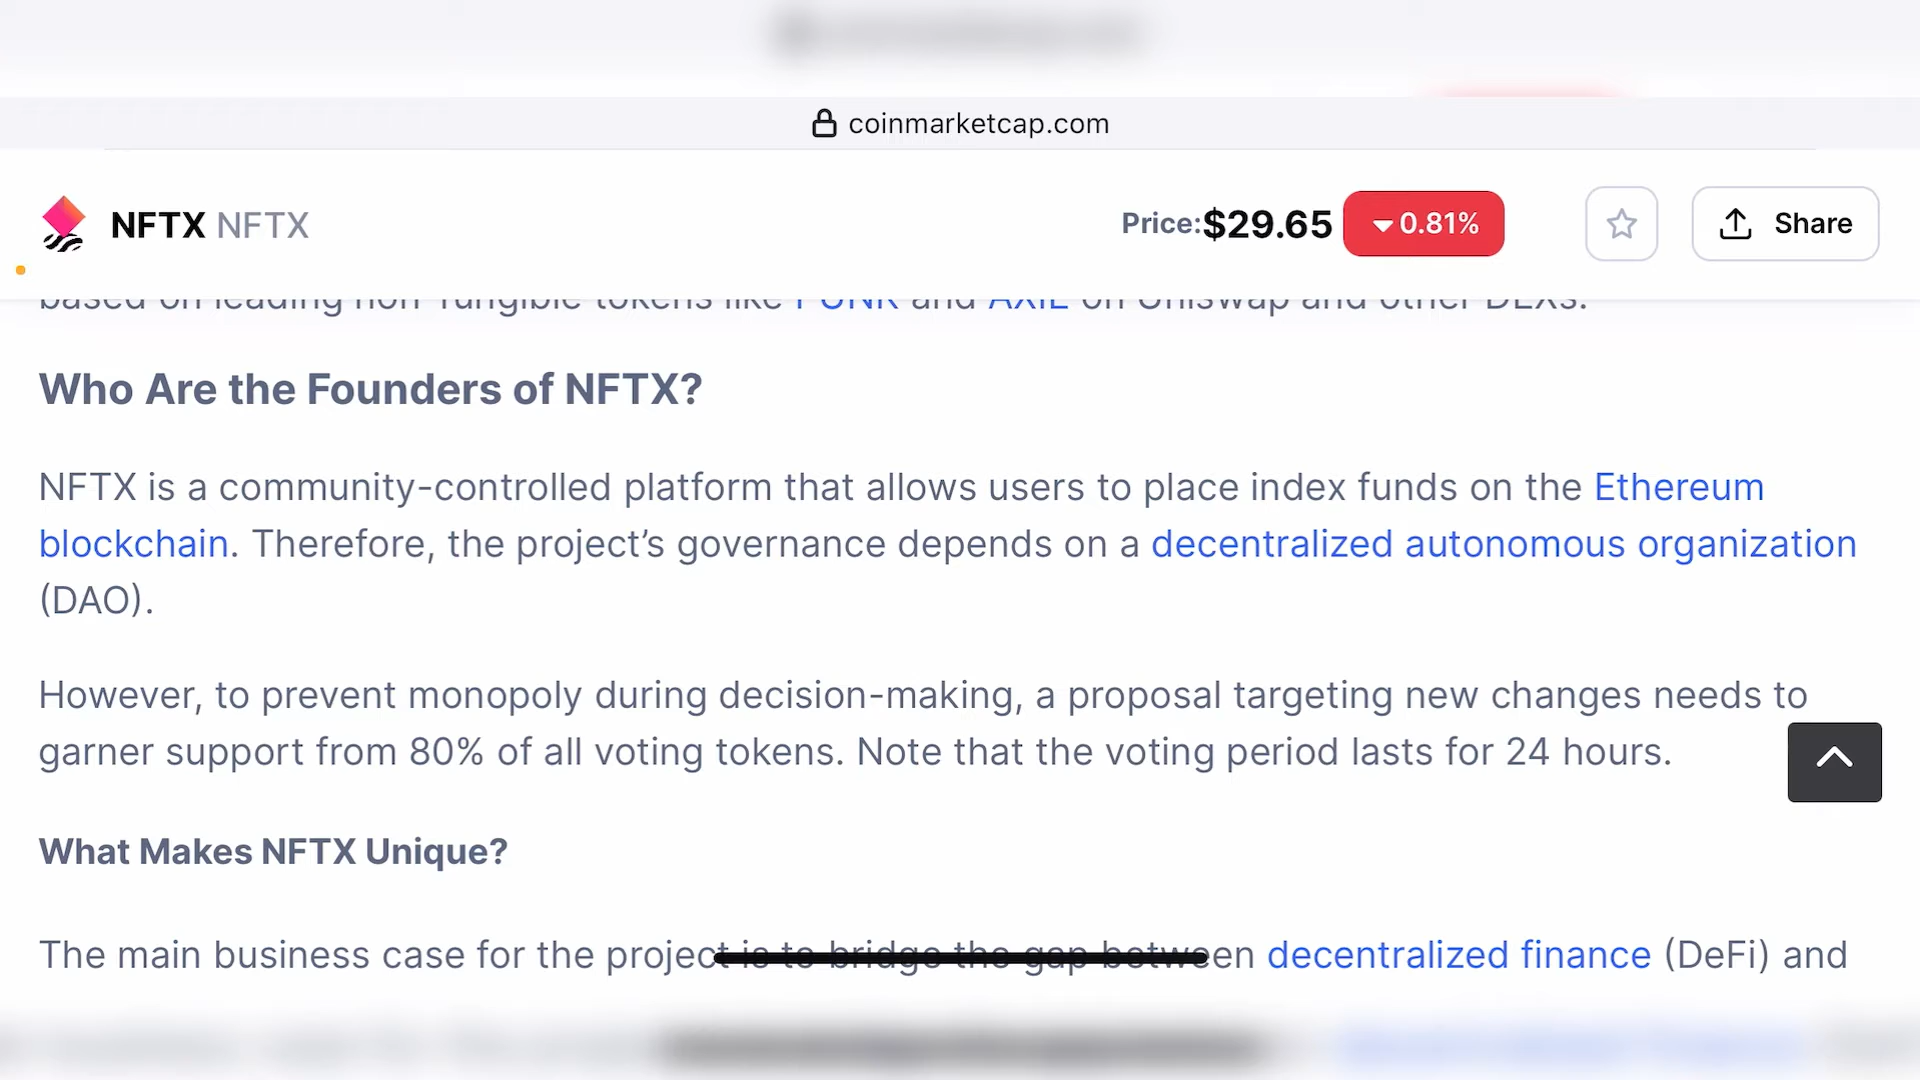 coinmarketcap.com
NFTX NFTX
Price:$29.65 0.81%
Share
based on leading non-fungible tokens like PUNK and AXIE on Uniswap and other DEXs.
Who Are the Founders of NFTX?
NFTX is a community-controlled platform that allows users to place index funds on the Ethereum
blockchain. Therefore, the project’s governance depends on a decentralized autonomous organization
(DAO).
However, to prevent monopoly during decision-making, a proposal targeting new changes needs to
garner support from 80% of all voting tokens. Note that the voting period lasts for 24 hours.
What Makes NFTX Unique?
The main business case for the project is to bridge the gap between decentralized finance (DeFi) and